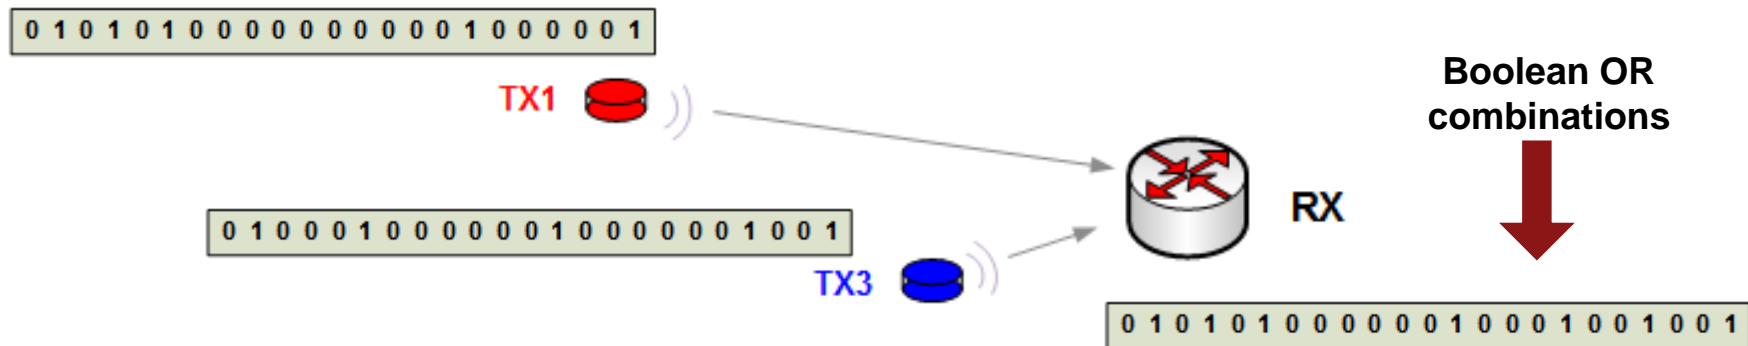 0 1 0 1 0 1 0 0 0 0 0 0 0 0 0 0 1 0 0 0 0 0 1
TX1
Boolean OR
combinations
RX
0 1 0 0 0 1 0 0 0 0 0 0 1 0 0 0 0 0 0 1 0 0 1
TX3
0 1 0 1 0 1 0 0 0 0 0 0 1 0 0 0 1 0 0 1 0 0 1